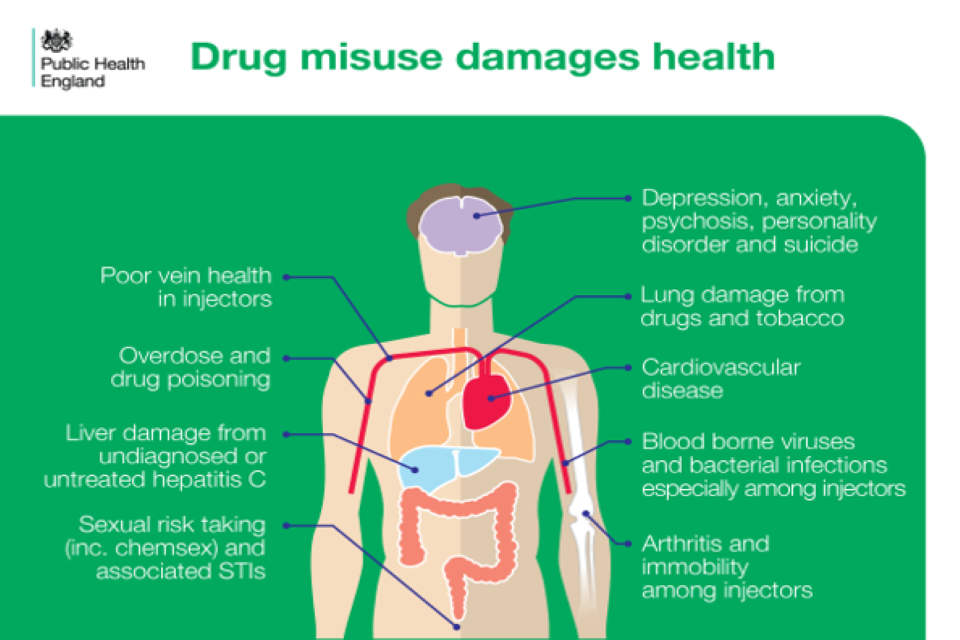 Public Health
England
Drug misuse damages health
Poor vein health
in injectors
Overdose and
drug poisoning
Liver damage from
undiagnosed or
untreated hepatitis C
Sexual risk taking
(inc. chemsex) and
associated STIs
Depression, anxiety,
psychosis, personality
disorder and suicide
Lung damage from
drugs and tobacco
Cardiovascular
disease
Blood borne viruses
and bacterial infections
especially among injectors
Arthritis and
immobility
among injectors